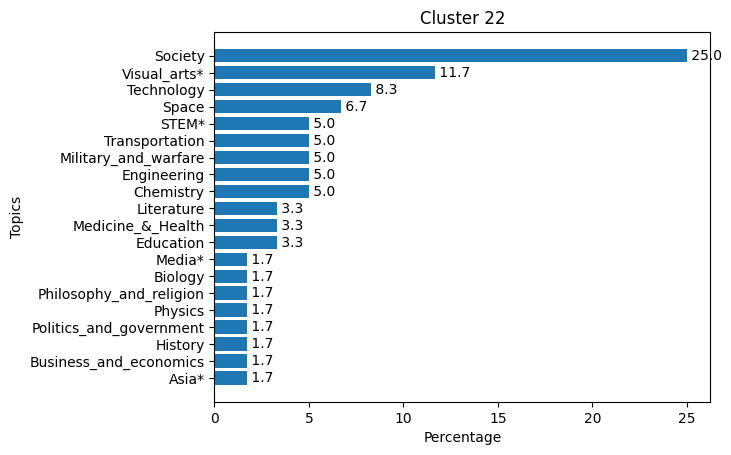 Cluster 22
Society 25.0
Visual_arts* 11.7
Technology 8.3
Space 6.7
STEM* 5.0
Transportation 5.0
Military_and_warfare 5.0
Engineering 5.0
Chemistry 5.0
Literature 3.3
Medicine_&_Health 3.3
Education 3.3
Media* 1.7
Biology 1.7
Philosophy_and_religion 1.7
Physics 1.7
Politics_and_government 1.7
History 1.7
Business_and_economics 1.7
Asia* 1.7
Topics
0 5 10 15 20 25
Percentage